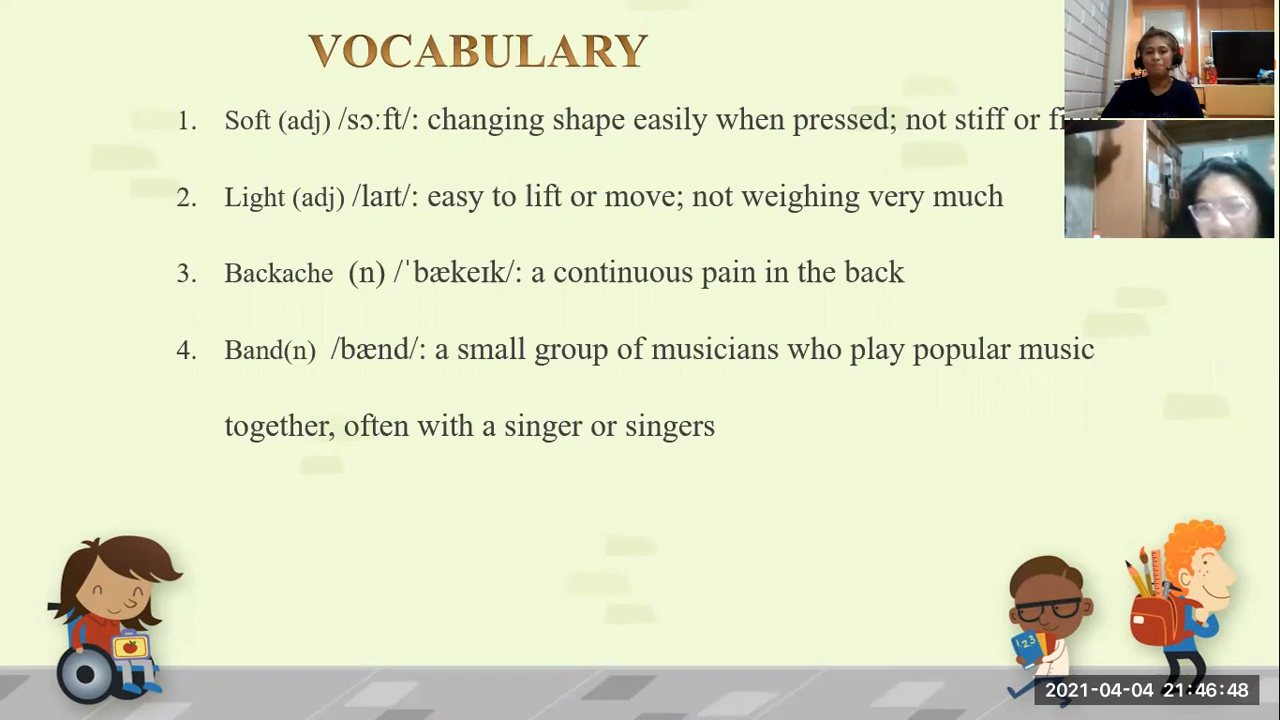 VOCABULARY
1. Soft (adj) /sɔːft/: changing shape easily when pressed; not stiff or
2. Light (adj) /laɪt/: easy to lift or move; not weighing very much
3. Backache (n) /ˈbækeɪk/: a continuous pain in the back
4. Band(n) /bænd/: a small group of musicians who play popular music
together, often with a singer or singers
123
2021-04-04 21:46:48